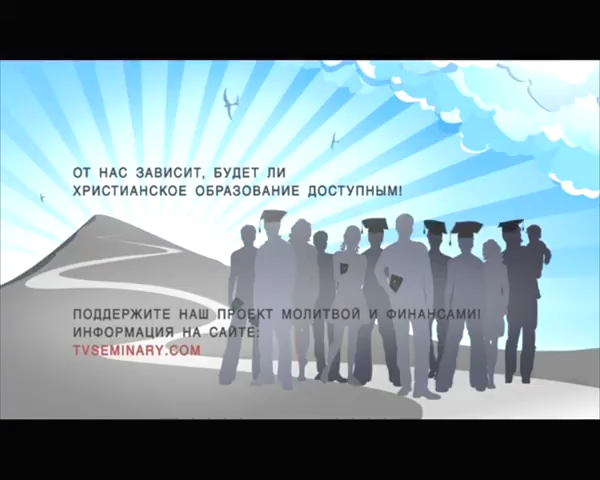 ОТ НАС ЗАВИСИТ, БУДЕТ ЛИ
ХРИСТИАНСКОЕ ОБРАЗОВАНИЕ ДОСТУПНЫМ!
ПОДДЕРЖИТЕ НАШ ПРОЕКТ МОЛИТВОЙ И ФИНАНСАМИ!
ИНФОРМАЦИЯ НА САЙТЕ:
TVSEMINARY.COM